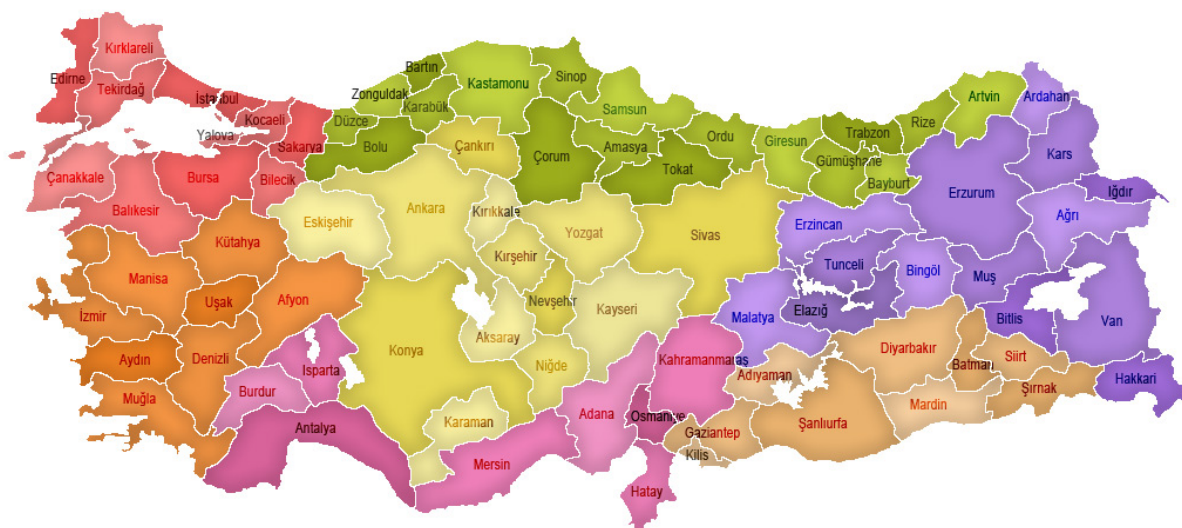 Kırklareli
Edirne
Tekirdağ
İstanbul
Kocaeli
Yalova
Sakarya
Çanakkale
Bursa
Bilecik
Balıkesir
Bartın
Kastamonu
Sinop
Zonguldak
Karabük
Samsun
Düzce
Bolu
Çankırı
Çorum
Amasya
Tokat
Ordu
Giresun
Trabzon
Rize
Artvin
Gümüşhane
Bayburt
Ardahan
Kars
Iğdır
Erzurum
Ağrı
Erzincan
Tunceli
Bingöl
Muş
Elazığ
Malatya
Bitlis
Van
Hakkari
Eskişehir
Ankara
Kırıkkale
Yozgat
Sivas
Kırşehir
Nevşehir
Kayseri
Aksaray
Konya
Niğde
Karaman
Kütahya
Manisa
Uşak
Afyon
İzmir
Aydın
Denizli
Muğla
Isparta
Burdur
Antalya
Mersin
Adana
Osmaniye
Kahramanmaraş
Hatay
Adıyaman
Gaziantep
Kilis
Şanlıurfa
Diyarbakır
Batman
Siirt
Mardin
Şırnak